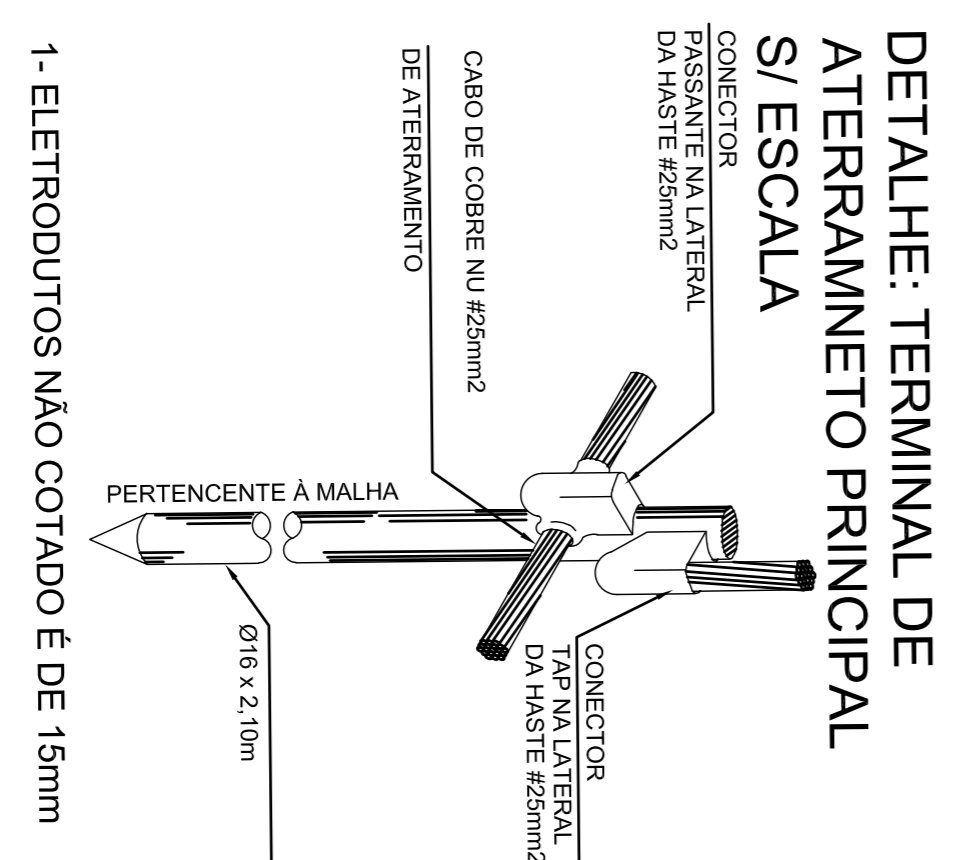 DETALHE: TERMINAL DE
ATERRAMNETO PRINCIPAL
S/ ESCALA
CONECTOR
PASSANTE NA LATERAL
DA HASTE #25mm2
CABO DE COBRE NU #25mm2
DE ATERRAMENTO
CONECTOR
TAP NA LATERAL
DA HASTE #25mm2
PERTENCENTE À MALHA
Ø16 x 2,10m
1- ELETRODUTOS NÃO COTADO É DE 15mm